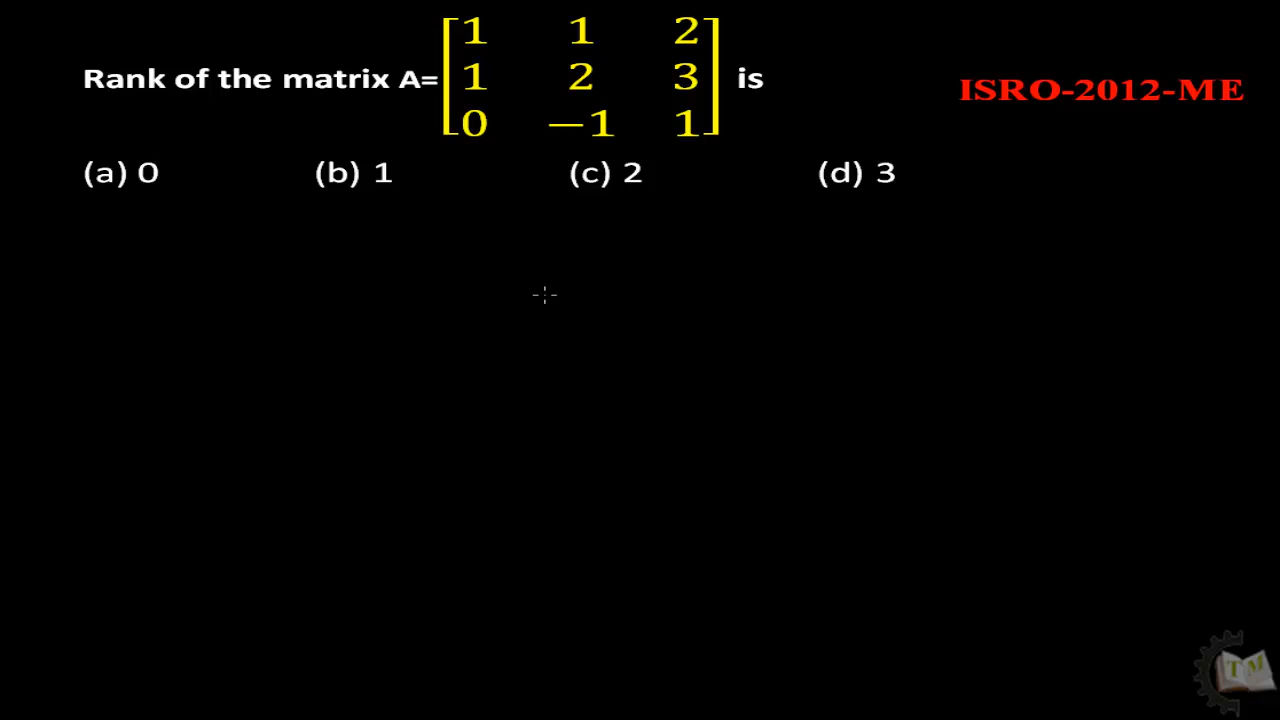 1 1 2
Rank of the matrix A= 1 2 3 is ISRO-2012-ME
0 −1 1
(a) 0 (b) 1 (c) 2 (d) 3
TM